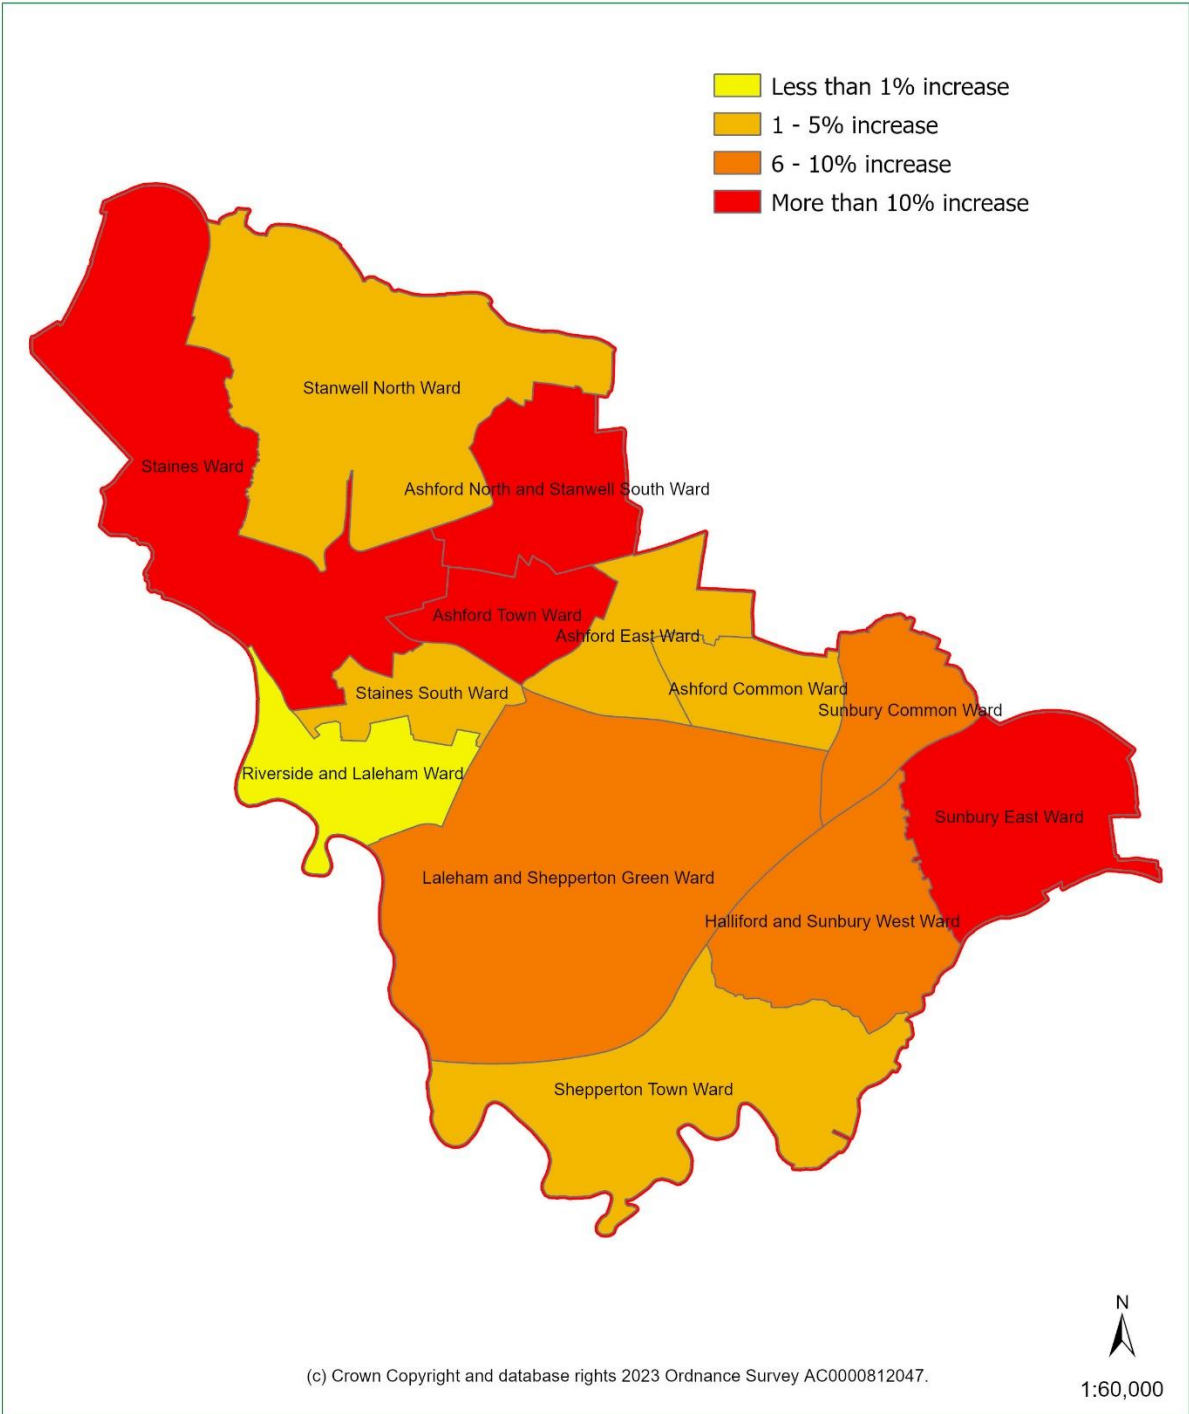 Less than 1% increase
1 - 5% increase
6 - 10% increase
More than 10% increase
Stanwell North Ward
Staines Ward
Ashford North and Stanwell South Ward
Ashford Town Ward
Ashford East Ward
Staines South Ward
Ashford Common Ward
Sunbury Common Ward
Riverside and Laleham Ward
Sunbury East Ward
Laleham and Shepperton Green Ward
Halliford and Sunbury West Ward
Shepperton Town Ward
N
(c) Crown Copyright and database rights 2023 Ordnance Survey AC0000812047.
1:60,000